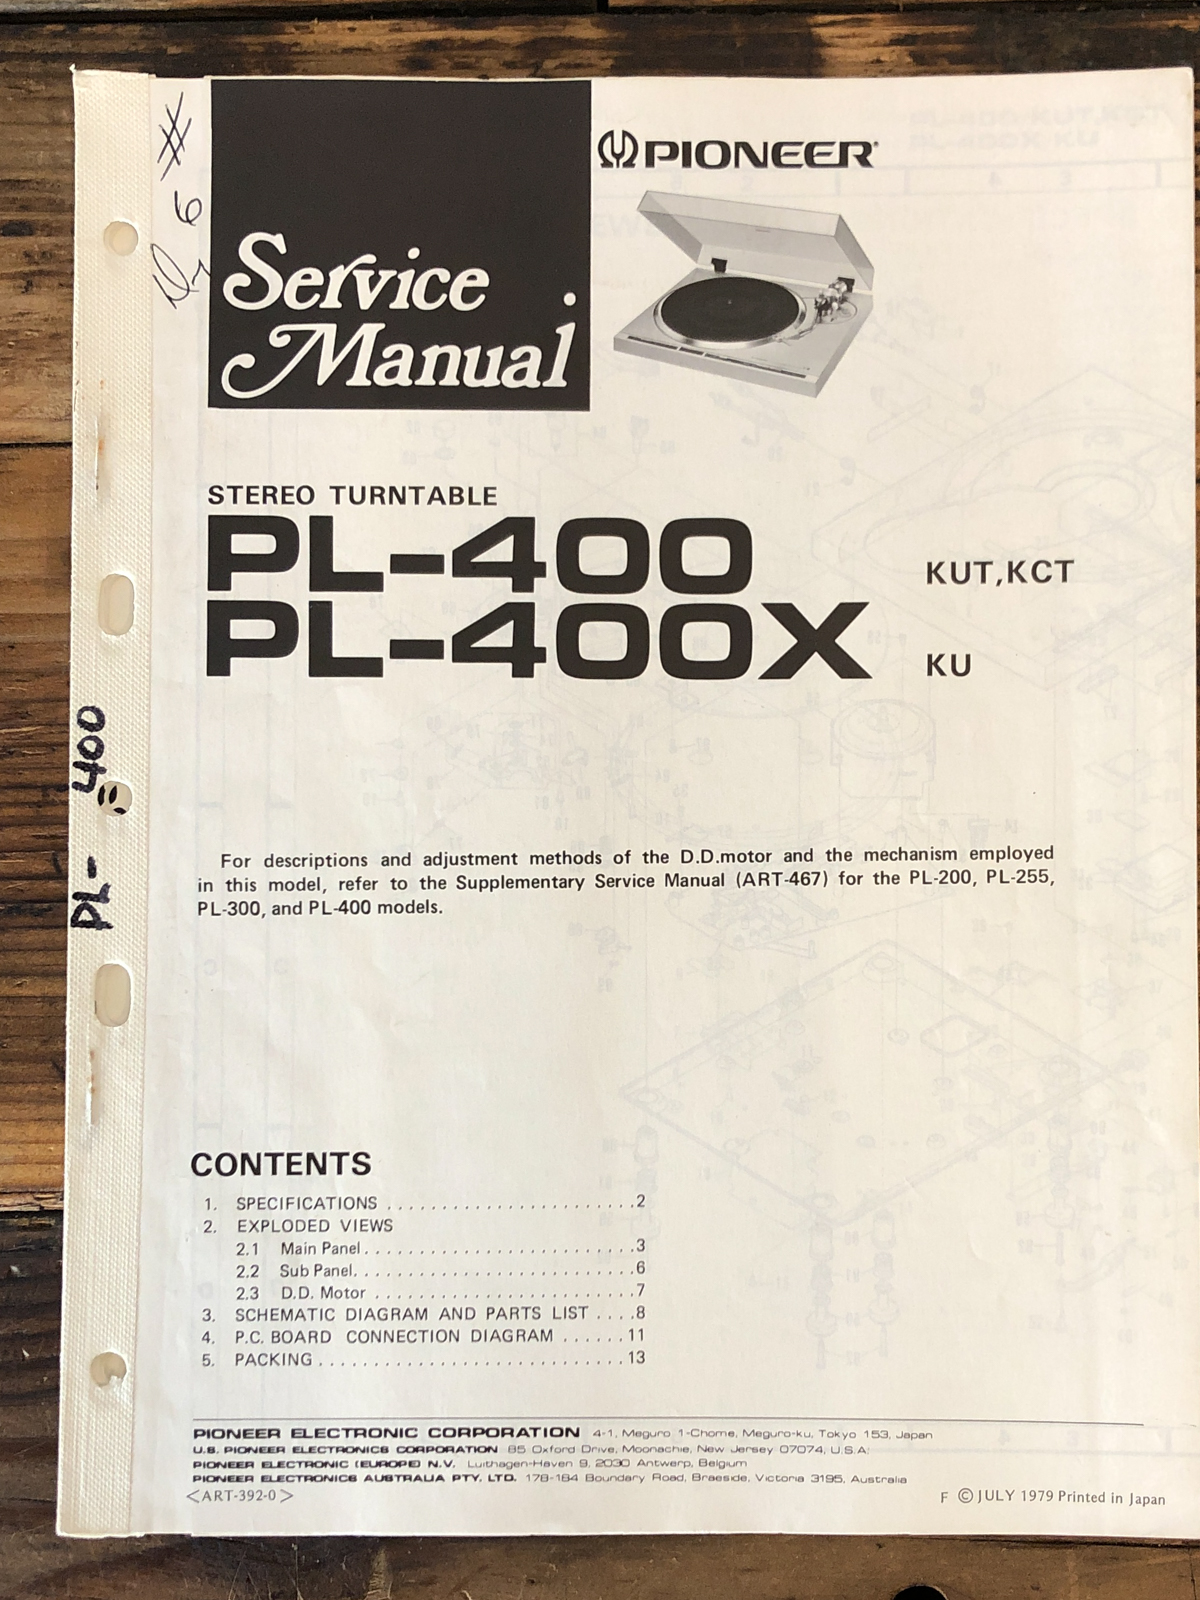 #
6
PIONEER
Service
Manual
STEREO TURNTABLE
PL-400 KUT,KCT
PL-400X KU
PL-400
For descriptions and adjustment methods of the D.D.motor and the mechanism employed
in this model, refer to the Supplementary Service Manual (ART-467) for the PL-200, PL-255,
PL-300, and PL-400 models.
CONTENTS
1. SPECIFICATIONS ........................ 2
2. EXPLODED VIEWS
2.1 Main Panel .......................... 3
2.2 Sub Panel. .......................... 6
2.3 D.D. Motor ......................... 7
3. SCHEMATIC DIAGRAM AND PARTS LIST .... 8
4. P.C. BOARD CONNECTION DIAGRAM ...... 11
5. PACKING ............................ 13
PIONEER ELECTRONIC CORPORATION 4-1, Meguro 1-Chome, Meguro-ku, Tokyo 153, Japan
U.S. PIONEER ELECTRONICS CORPORATION 85 Oxford Drive, Moonachie, New Jersey 07074, U.S.A.
PIONEER ELECTRONIC (EUROPE) N.V. Luithagen-Haven 9, 2030 Antwerp, Belgium
PIONEER ELECTRONICS AUSTRALIA PTY. LTD. 178-184 Boundary Road, Braeside, Victoria 3195, Australia
<ART-392-0> F © JULY 1979 Printed in Japan